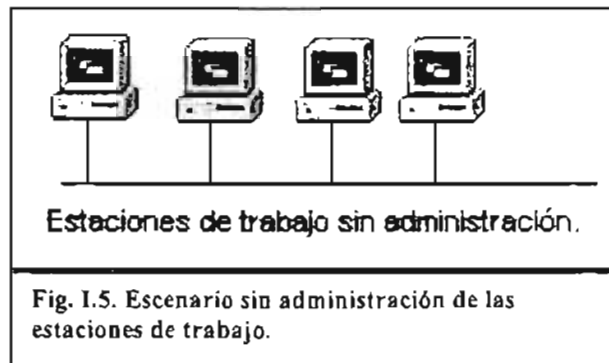 Estaciones de trabajo sin administración.
Fig. I.5. Escenario sin administración de las
estaciones de trabajo.